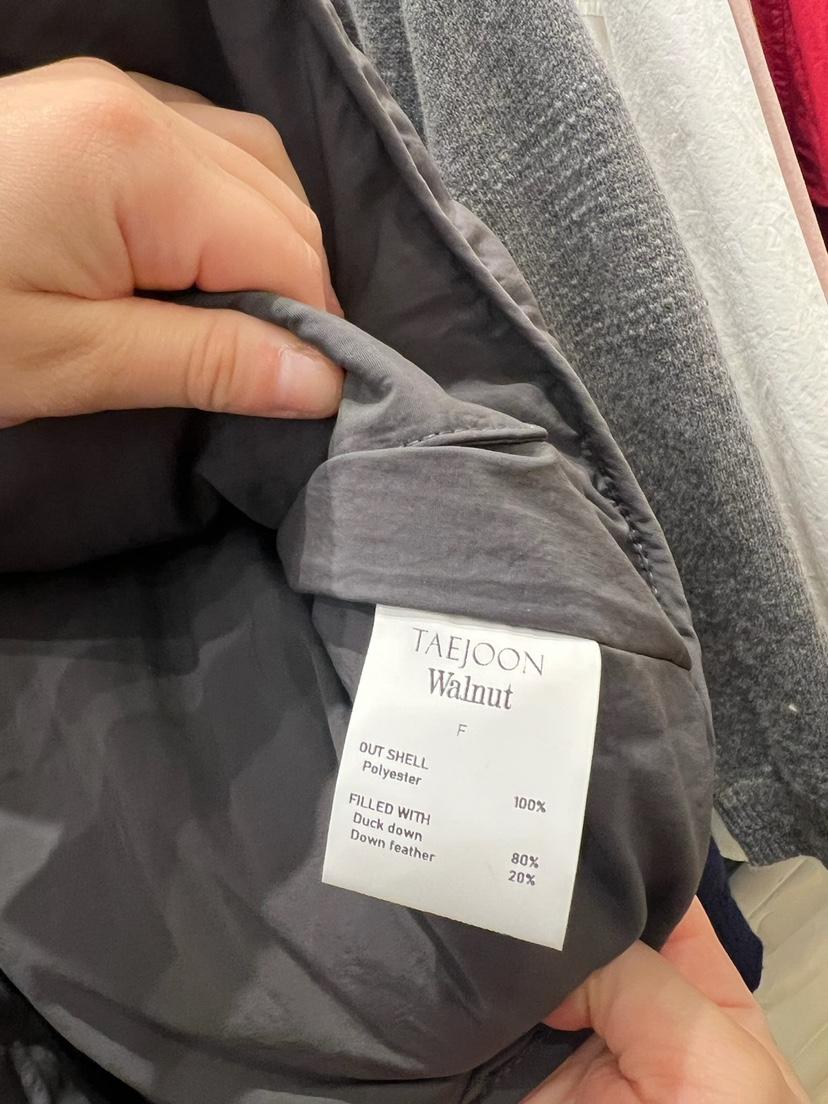 TAEJOON
Walnut
F
OUT SHELL
Polyester 100%
FILLED WITH
Duck down 80%
Down feather 20%